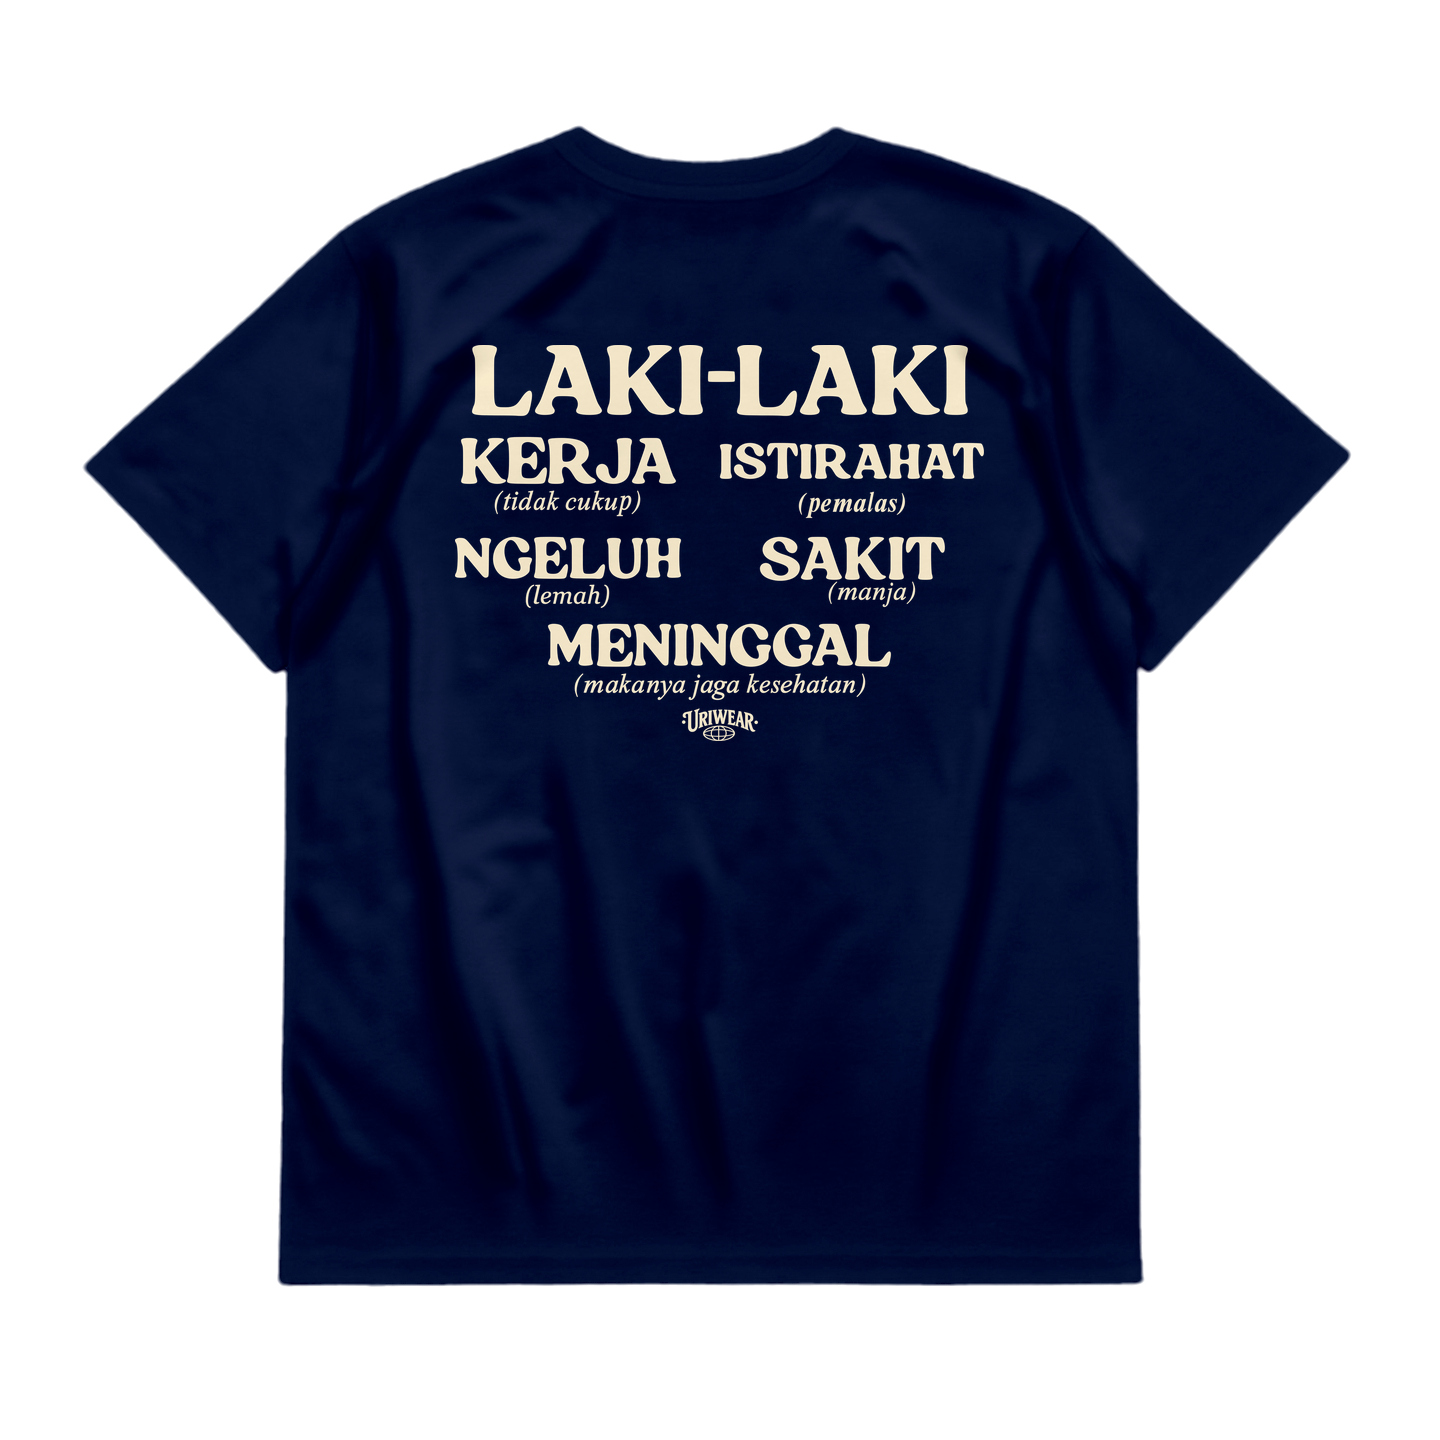 LAKI-LAKI
KERJA ISTIRAHAT
(tidak cukup) (pemalas)
NGELUH SAKIT
(lemah) (manja)
MENINGGAL
(makanya jaga kesehatan)
URIWEAR